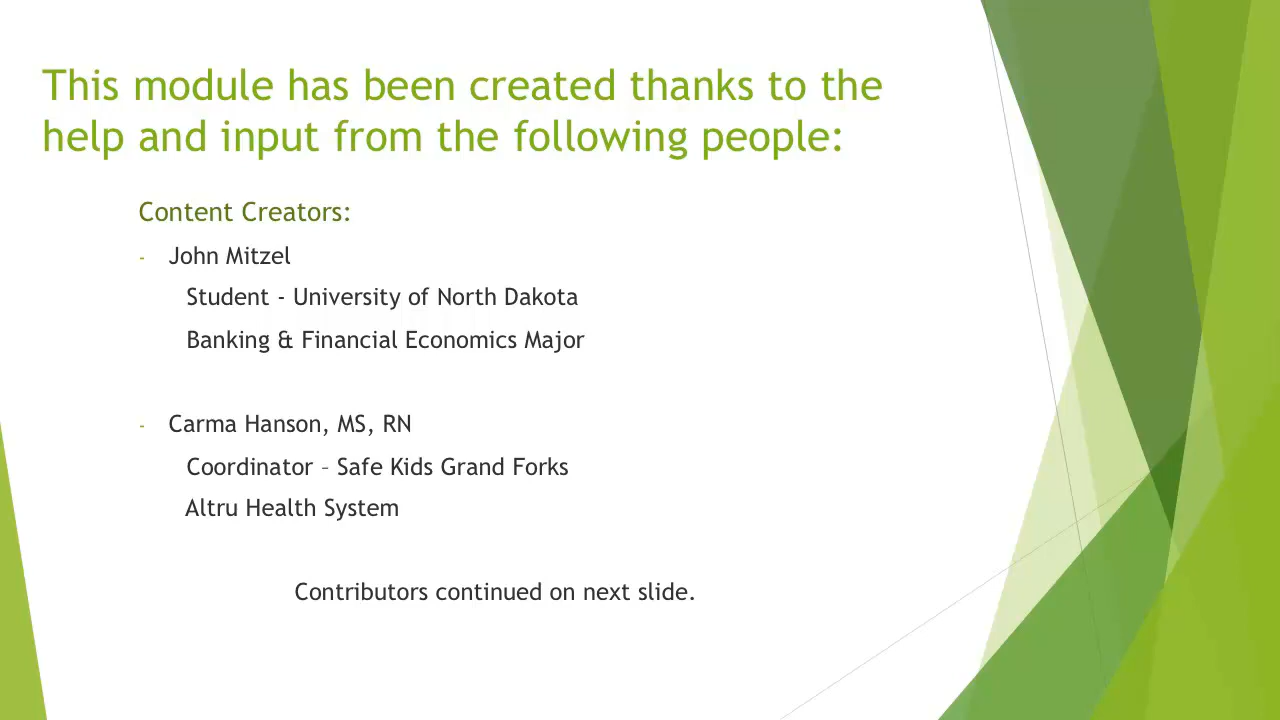 This module has been created thanks to the
help and input from the following people:
Content Creators:
- John Mitzel
Student - University of North Dakota
Banking & Financial Economics Major
- Carma Hanson, MS, RN
Coordinator – Safe Kids Grand Forks
Altru Health System
Contributors continued on next slide.